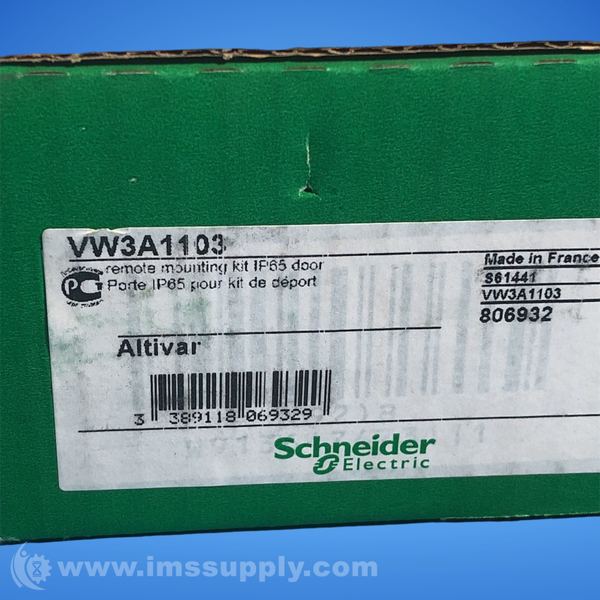 VW3A1103
remote mounting kit IP65 door
Porte IP65 pour kit de déport
Made in France
S61441
VW3A1103
806932
Altivar
3 389118 069329
Schneider
Electric
www.imssupply.com